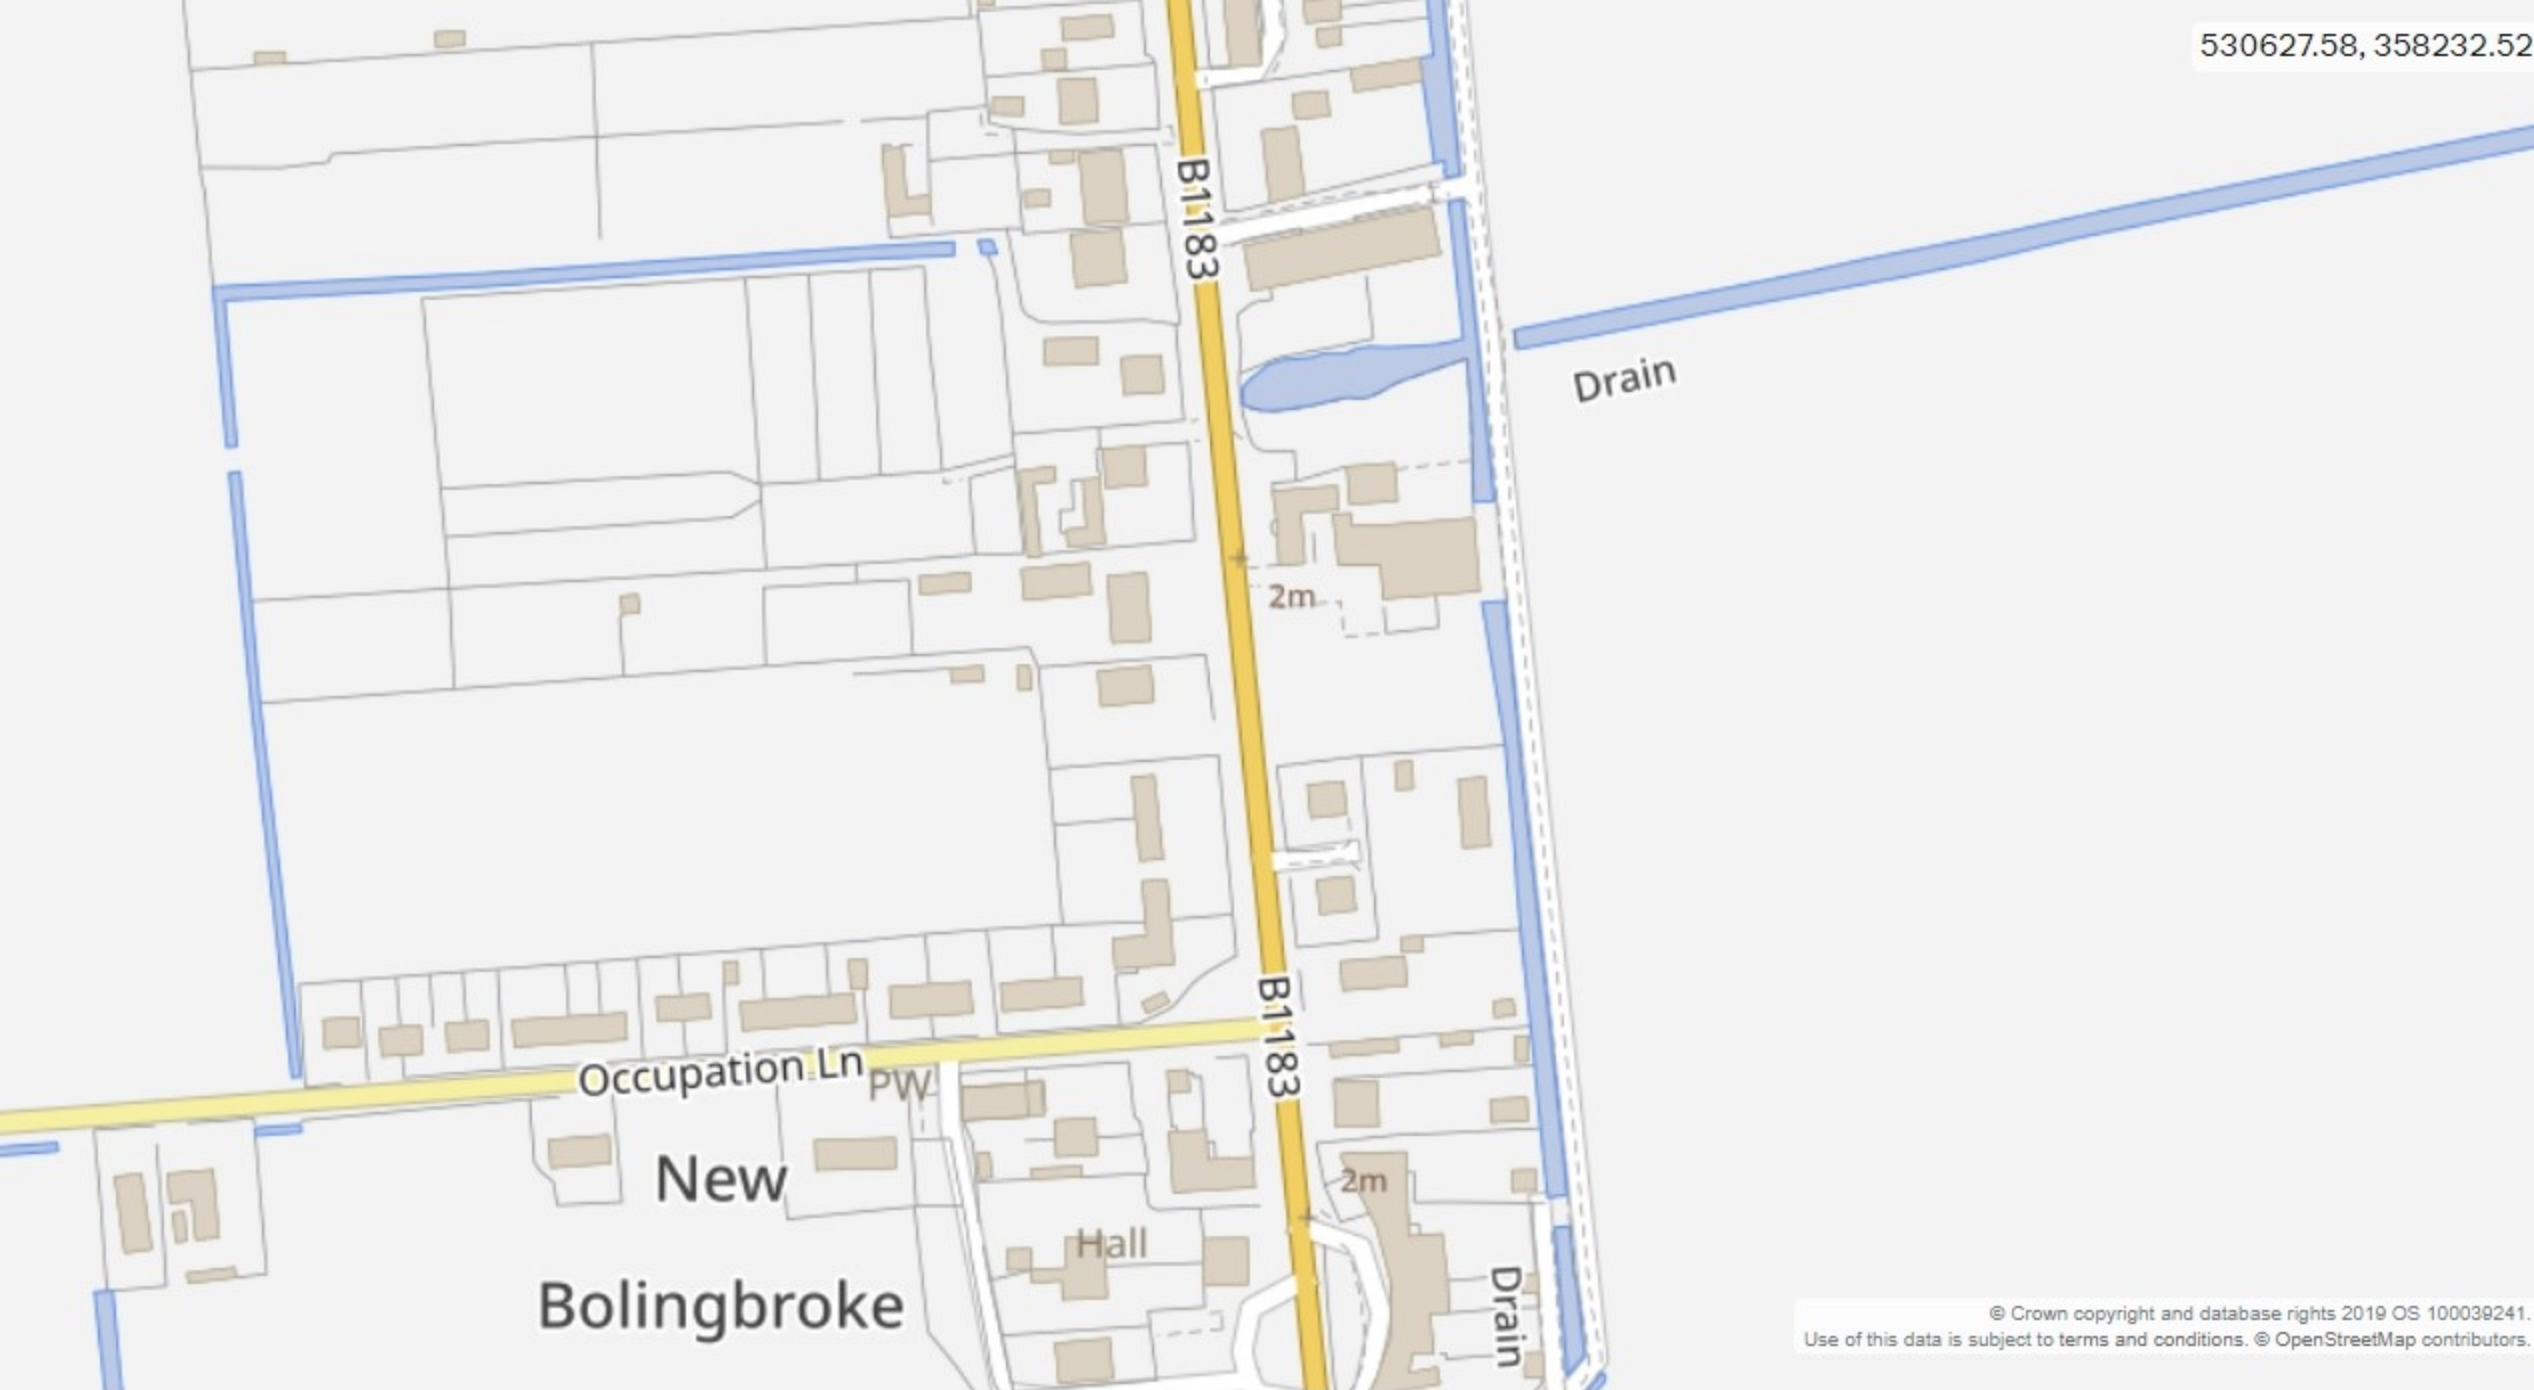 530627.58, 358232.52
B1183
Drain
2m
B1183
Occupation Ln
PW
New
2m
Hall
Bolingbroke
Drain
© Crown copyright and database rights 2019 OS 100039241.
Use of this data is subject to terms and conditions. © OpenStreetMap contributors.